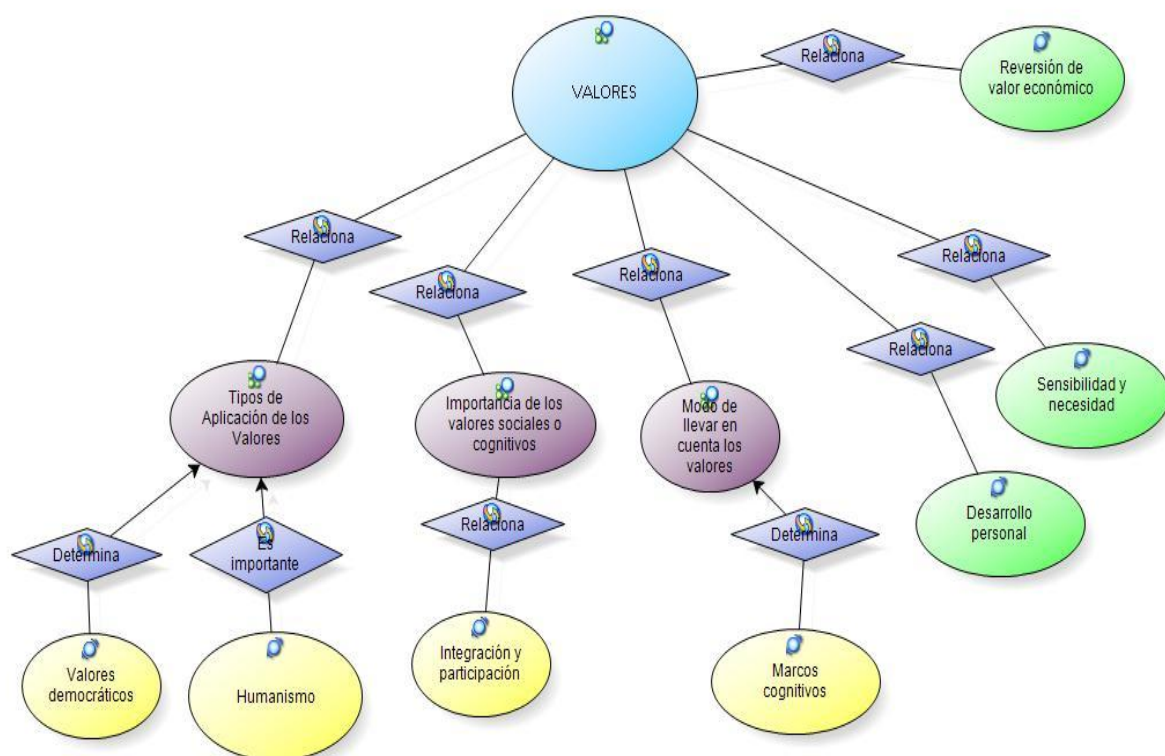 VALORES
Relaciona
Reversión de
valor económico
Relaciona
Relaciona
Relaciona
Relaciona
Relaciona
Tipos de
Aplicación de los
Valores
Importancia de los
valores sociales o
cognitivos
Modo de
llevar en
cuenta los
valores
Sensibilidad y
necesidad
Desarrollo
personal
Determina
Es
importante
Relaciona
Determina
Valores
democráticos
Humanismo
Integración y
participación
Marcos
cognitivos